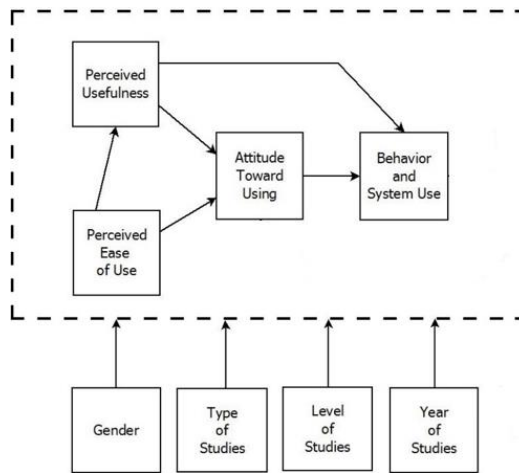 Perceived
Usefulness
Attitude
Toward
Using
Behavior
and
System Use
Perceived
Ease
of Use
Gender
Type
of
Studies
Level
of
Studies
Year
of
Studies